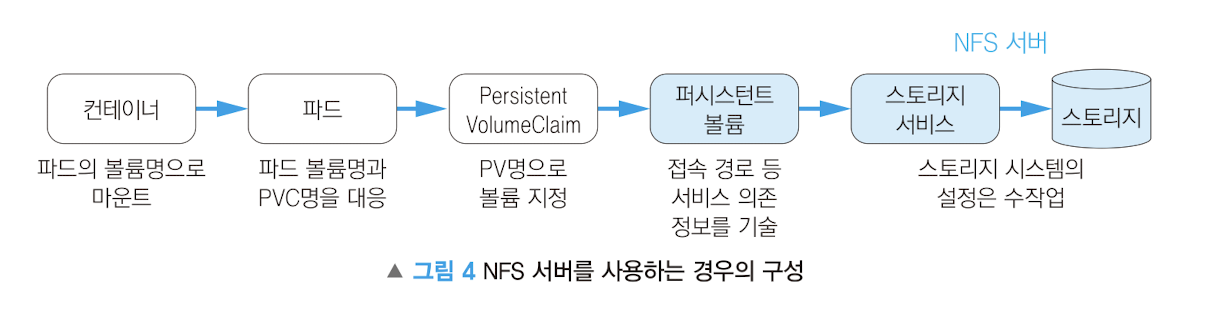 NFS 서버
컨테이너
파드의 볼륨명으로
마운트
파드
파드 볼륨명과
PVC명을 대응
Persistent
VolumeClaim
PV명으로
볼륨 지정
퍼시스턴트
볼륨
접속 경로 등
서비스 의존
정보를 기술
스토리지
서비스
스토리지
스토리지 시스템의
설정은 수작업
▲ 그림 4 NFS 서버를 사용하는 경우의 구성